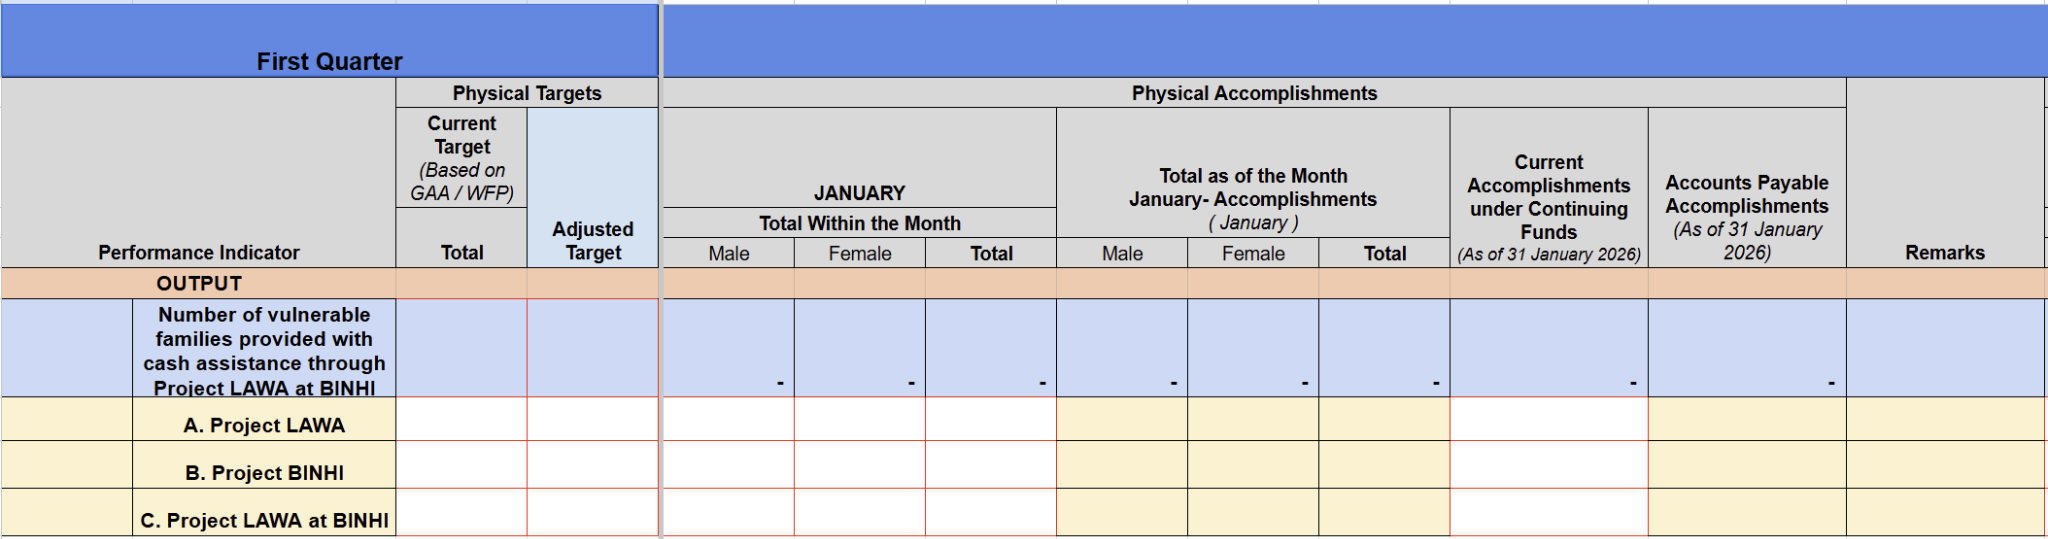 First Quarter
Physical Targets
Physical Accomplishments
Current
Target
(Based on
GAA / WFP)
Adjusted
Target
JANUARY
Total Within the Month
Total as of the Month
January- Accomplishments
( January )
Current
Accomplishments
under Continuing
Funds
(As of 31 January 2026)
Accounts Payable
Accomplishments
(As of 31 January
2026)
Performance Indicator
Total
Male
Female
Total
Male
Female
Total
Remarks
OUTPUT
Number of vulnerable
families provided with
cash assistance through
Project LAWA at BINHI
- - - - - - - -
A. Project LAWA
B. Project BINHI
C. Project LAWA at BINHI